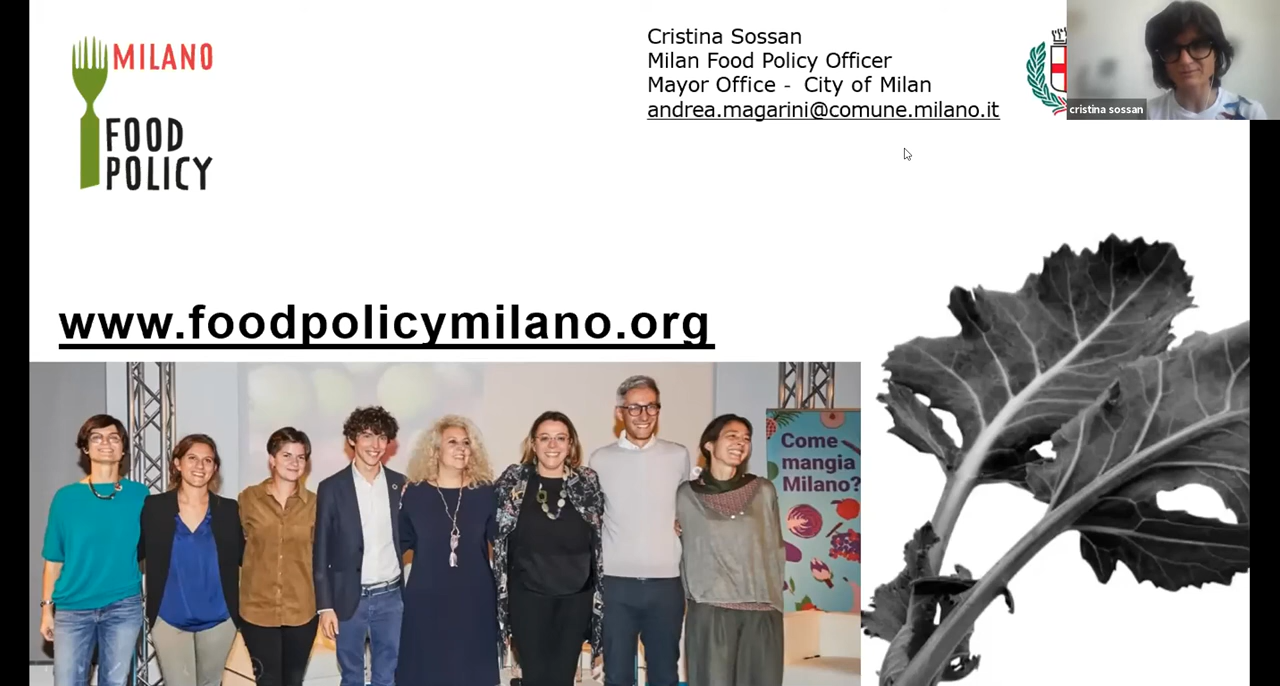 MILANO
FOOD
POLICY
Cristina Sossan
Milan Food Policy Officer
Mayor Office - City of Milan
andrea.magarini@comune.milano.it
cristina sossan
www.foodpolicymilano.org
Come
mangia
Milano?